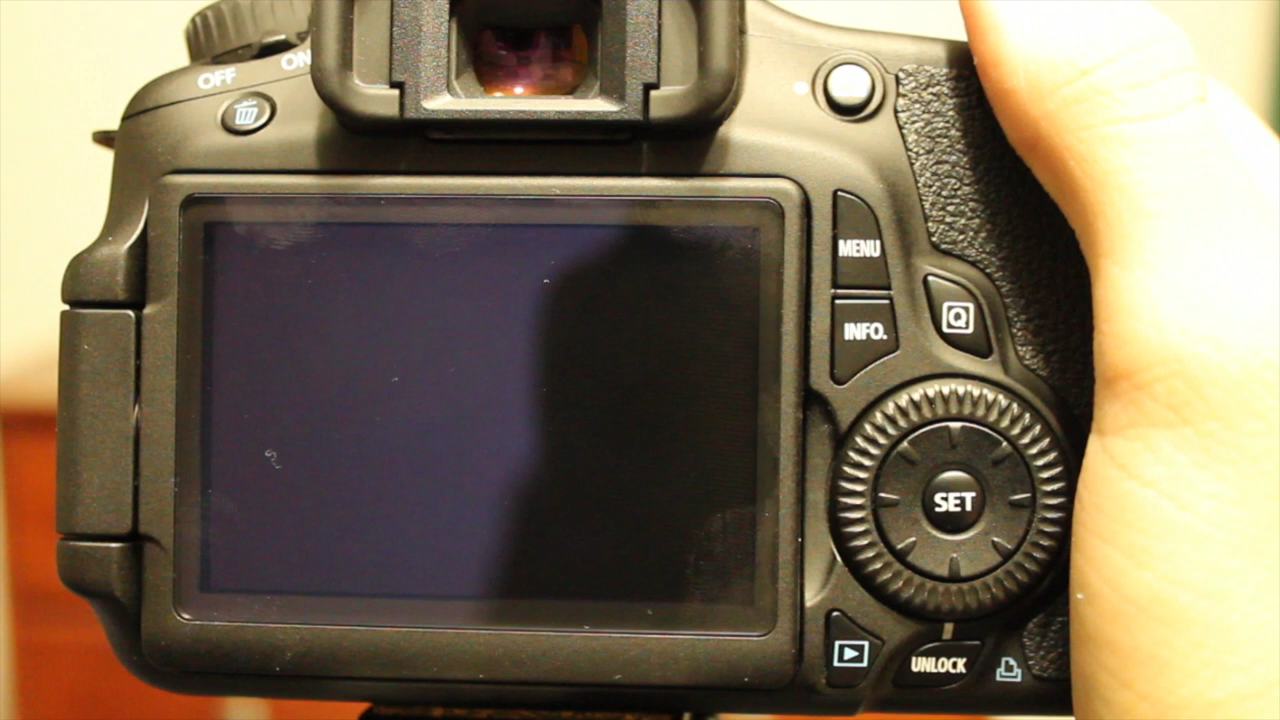 OFF ON
MENU
INFO.
Q
SET
UNLOCK